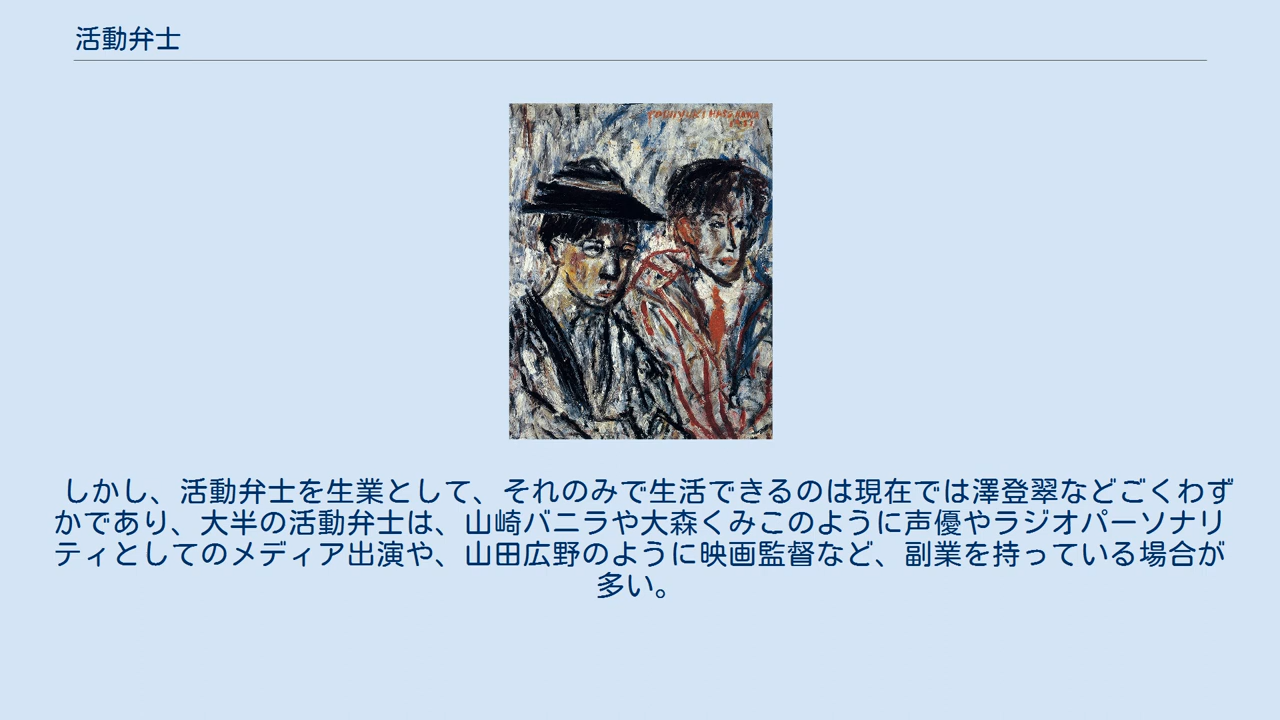 活動弁士
しかし、活動弁士を生業として、それのみで生活できるのは現在では澤登翠などごくわず
かであり、大半の活動弁士は、山崎バニラや大森くみこのように声優やラジオパーソナリ
ティとしてのメディア出演や、山田広野のように映画監督など、副業を持っている場合が
多い。